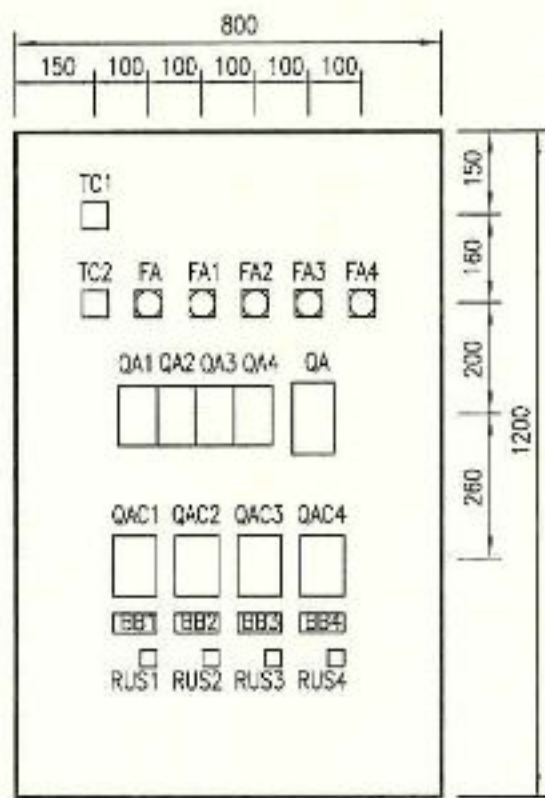 800
150 100 100 100 100 100
TC1
150
160
TC2 FA FA1 FA2 FA3 FA4
200
QA1 QA2 QA3 QA4 QA
1200
260
QAC1 QAC2 QAC3 QAC4
BB1 BB2 BB3 BB4
RUS1 RUS2 RUS3 RUS4